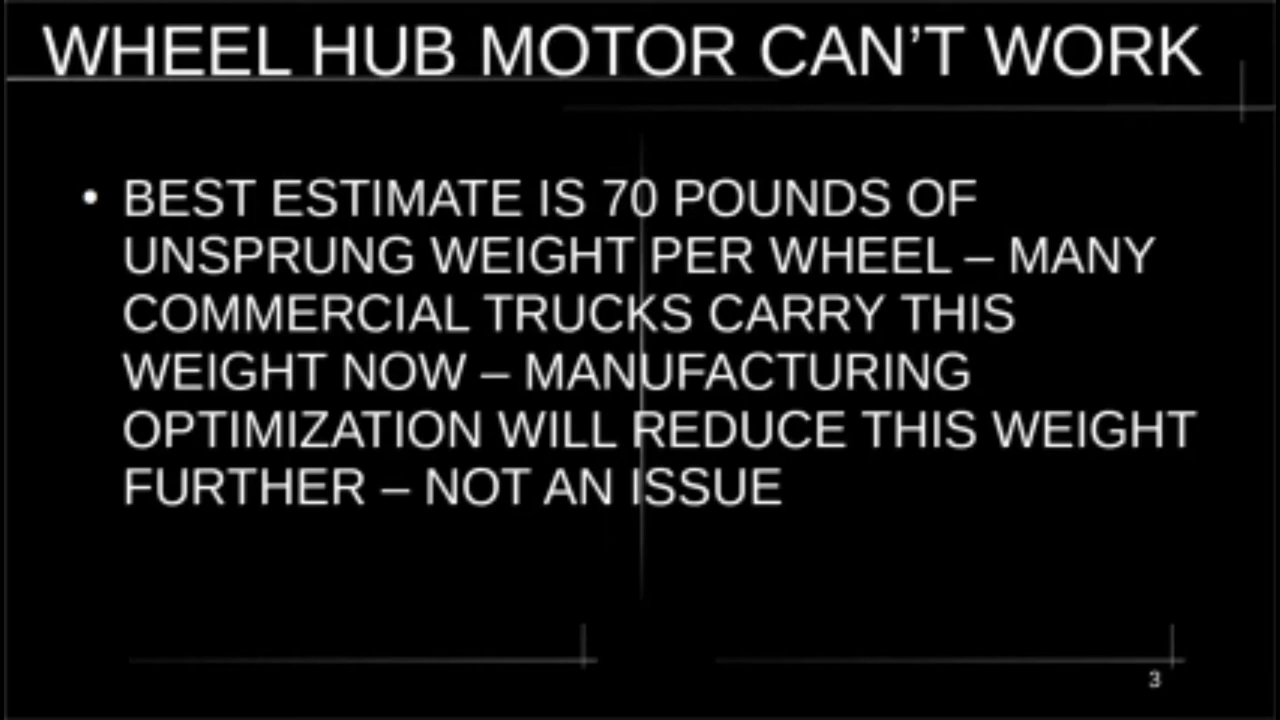 WHEEL HUB MOTOR CAN’T WORK
• BEST ESTIMATE IS 70 POUNDS OF
UNSPRUNG WEIGHT PER WHEEL – MANY
COMMERCIAL TRUCKS CARRY THIS
WEIGHT NOW – MANUFACTURING
OPTIMIZATION WILL REDUCE THIS WEIGHT
FURTHER – NOT AN ISSUE
3